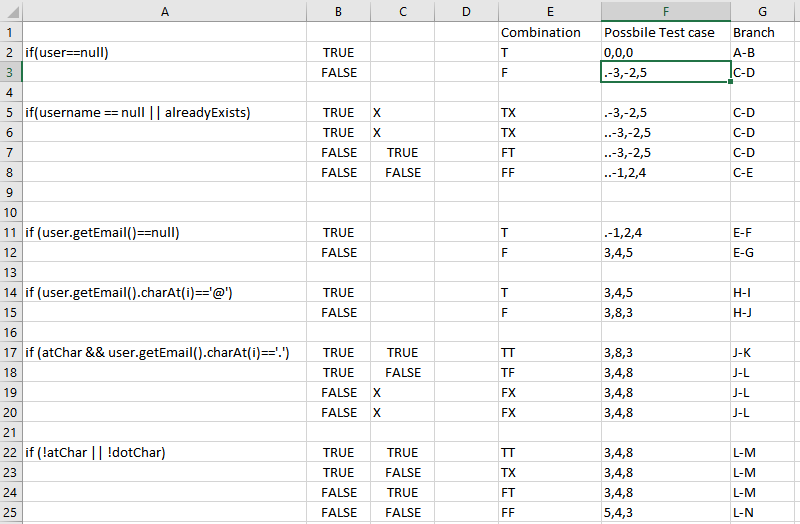 A B C D E F G
1 Combination Possbile Test case Branch
2 if(user==null) TRUE T 0,0,0 A-B
3 FALSE F .-3,-2,5 C-D
4
5 if(username == null || alreadyExists) TRUE X TX .-3,-2,5 C-D
6 TRUE X TX ..-3,-2,5 C-D
7 FALSE TRUE FT ..-3,-2,5 C-D
8 FALSE FALSE FF ..-1,2,4 C-E
9
10
11 if (user.getEmail()==null) TRUE T .-1,2,4 E-F
12 FALSE F 3,4,5 E-G
13
14 if (user.getEmail().charAt(i)=='@') TRUE T 3,4,5 H-I
15 FALSE F 3,8,3 H-J
16
17 if (atChar && user.getEmail().charAt(i)=='.') TRUE TRUE TT 3,8,3 J-K
18 TRUE FALSE TF 3,4,8 J-L
19 FALSE X FX 3,4,8 J-L
20 FALSE X FX 3,4,8 J-L
21
22 if (!atChar || !dotChar) TRUE TRUE TT 3,4,8 L-M
23 TRUE FALSE TX 3,4,8 L-M
24 FALSE TRUE FT 3,4,8 L-M
25 FALSE FALSE FF 5,4,3 L-N